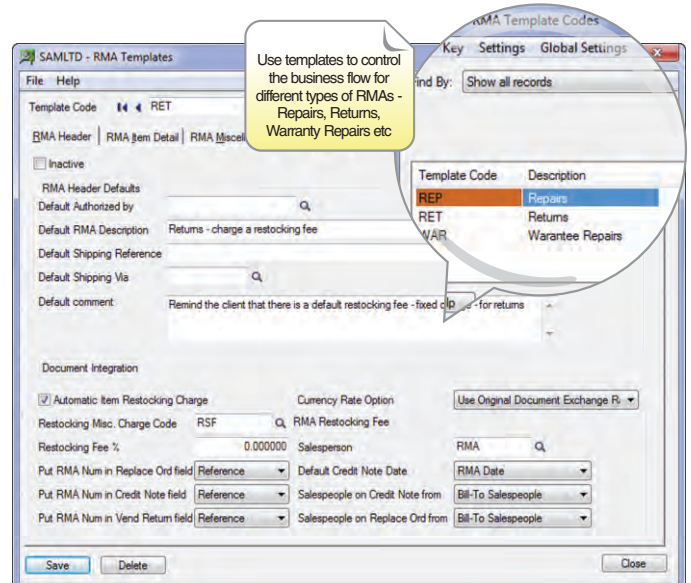 RMA Template Codes
SAMLTD - RMA Templates
Key Settings Global Settings
Use templates to control
the business flow for
different types of RMAs -
Repairs, Returns,
Warranty Repairs etc
File Help
Find By: Show all records
Template Code RET
RMA Header RMA Item Detail
Inactive
Template Code Description
RMA Header Defaults
REP Repairs
Default Authorized by
RET Returns
Default RMA Description Returns - charge a restocking fee
WAR Warantee Repairs
Default Shipping Reference
Default Shipping Via
Default comment Remind the client that there is a default restocking fee - fixed - for returns
Document Integration
Automatic Item Restocking Charge Currency Rate Option Use Original Document Exchange R
Restocking Misc. Charge Code RSF RMA Restocking Fee
Restocking Fee % 0.000000 Salesperson RMA
Put RMA Num in Replace Ord field Reference Default Credit Note Date RMA Date
Put RMA Num in Credit Note field Reference Salespeople on Credit Note from Bill-To Salespeople
Put RMA Num in Vend Return field Reference Salespeople on Replace Ord from Bill-To Salespeople
Save Delete Close